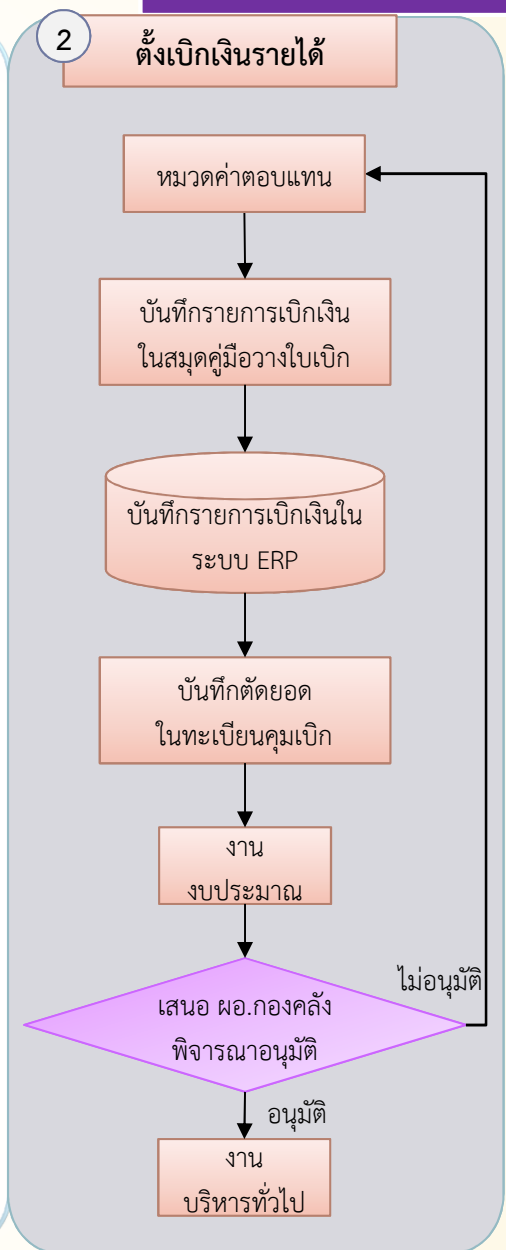 2
ตั้งเบิกเงินรายได้
หมวดค่าตอบแทน
บันทึกรายการเบิกเงิน
ในสมุดคู่มือวางใบเบิก
บันทึกรายการเบิกเงินใน
ระบบ ERP
บันทึกตัดยอด
ในทะเบียนคุมเบิก
งาน
งบประมาณ
ไม่อนุมัติ
เสนอ ผอ.กองคลัง
พิจารณาอนุมัติ
อนุมัติ
งาน
บริหารทั่วไป